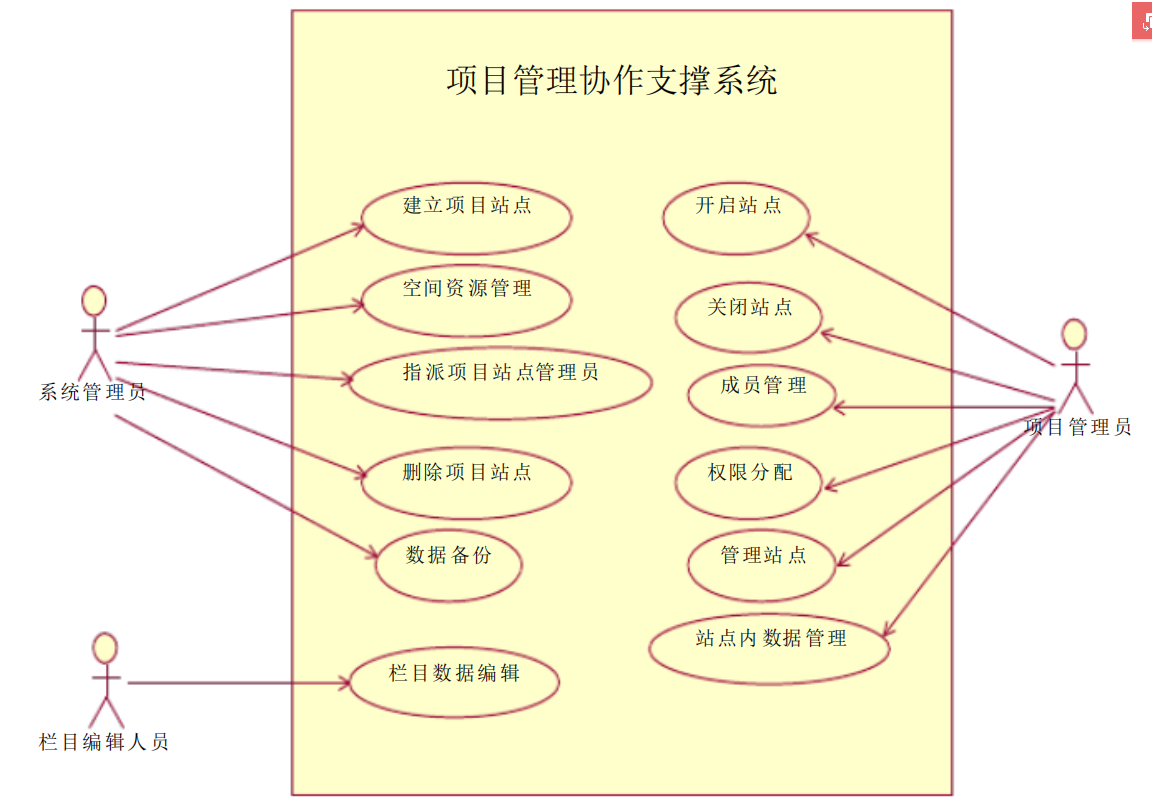 项目管理协作支撑系统
建立项目站点
开启站点
空间资源管理
关闭站点
指派项目站点管理员
成员管理
系统管理员
项目管理员
删除项目站点
权限分配
数据备份
管理站点
站点内数据管理
栏目数据编辑
栏目编辑人员